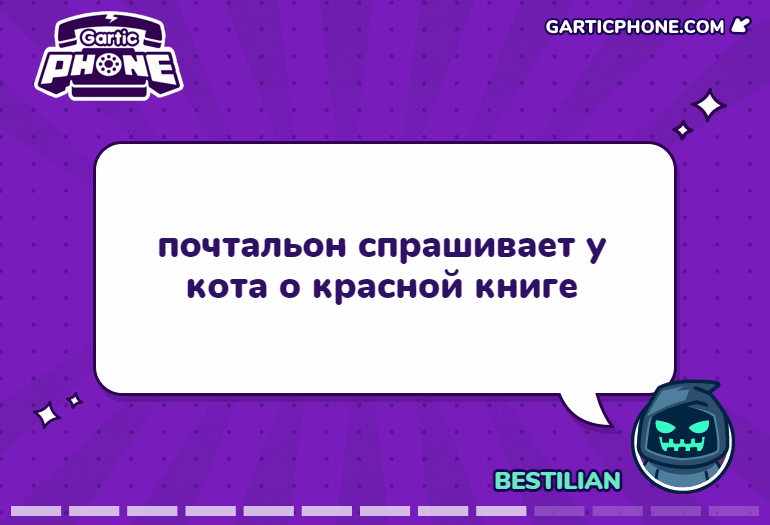 Gartic
PHONE
GARTICPHONE.COM
почтальон спрашивает у
кота о красной книге
BESTILIAN